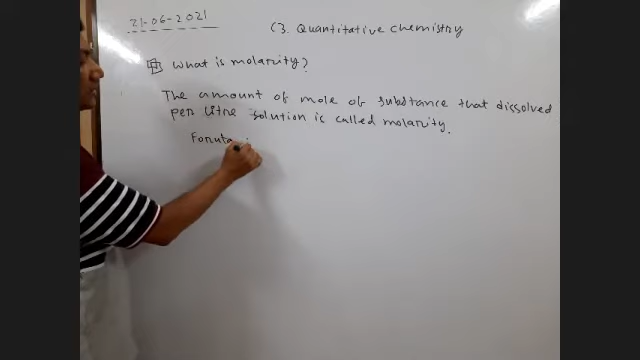 21-06-2021
C3. Quantitative chemistry
What is molarity?
The amount of mole of substance that dissolved
per litre solution is called molarity.